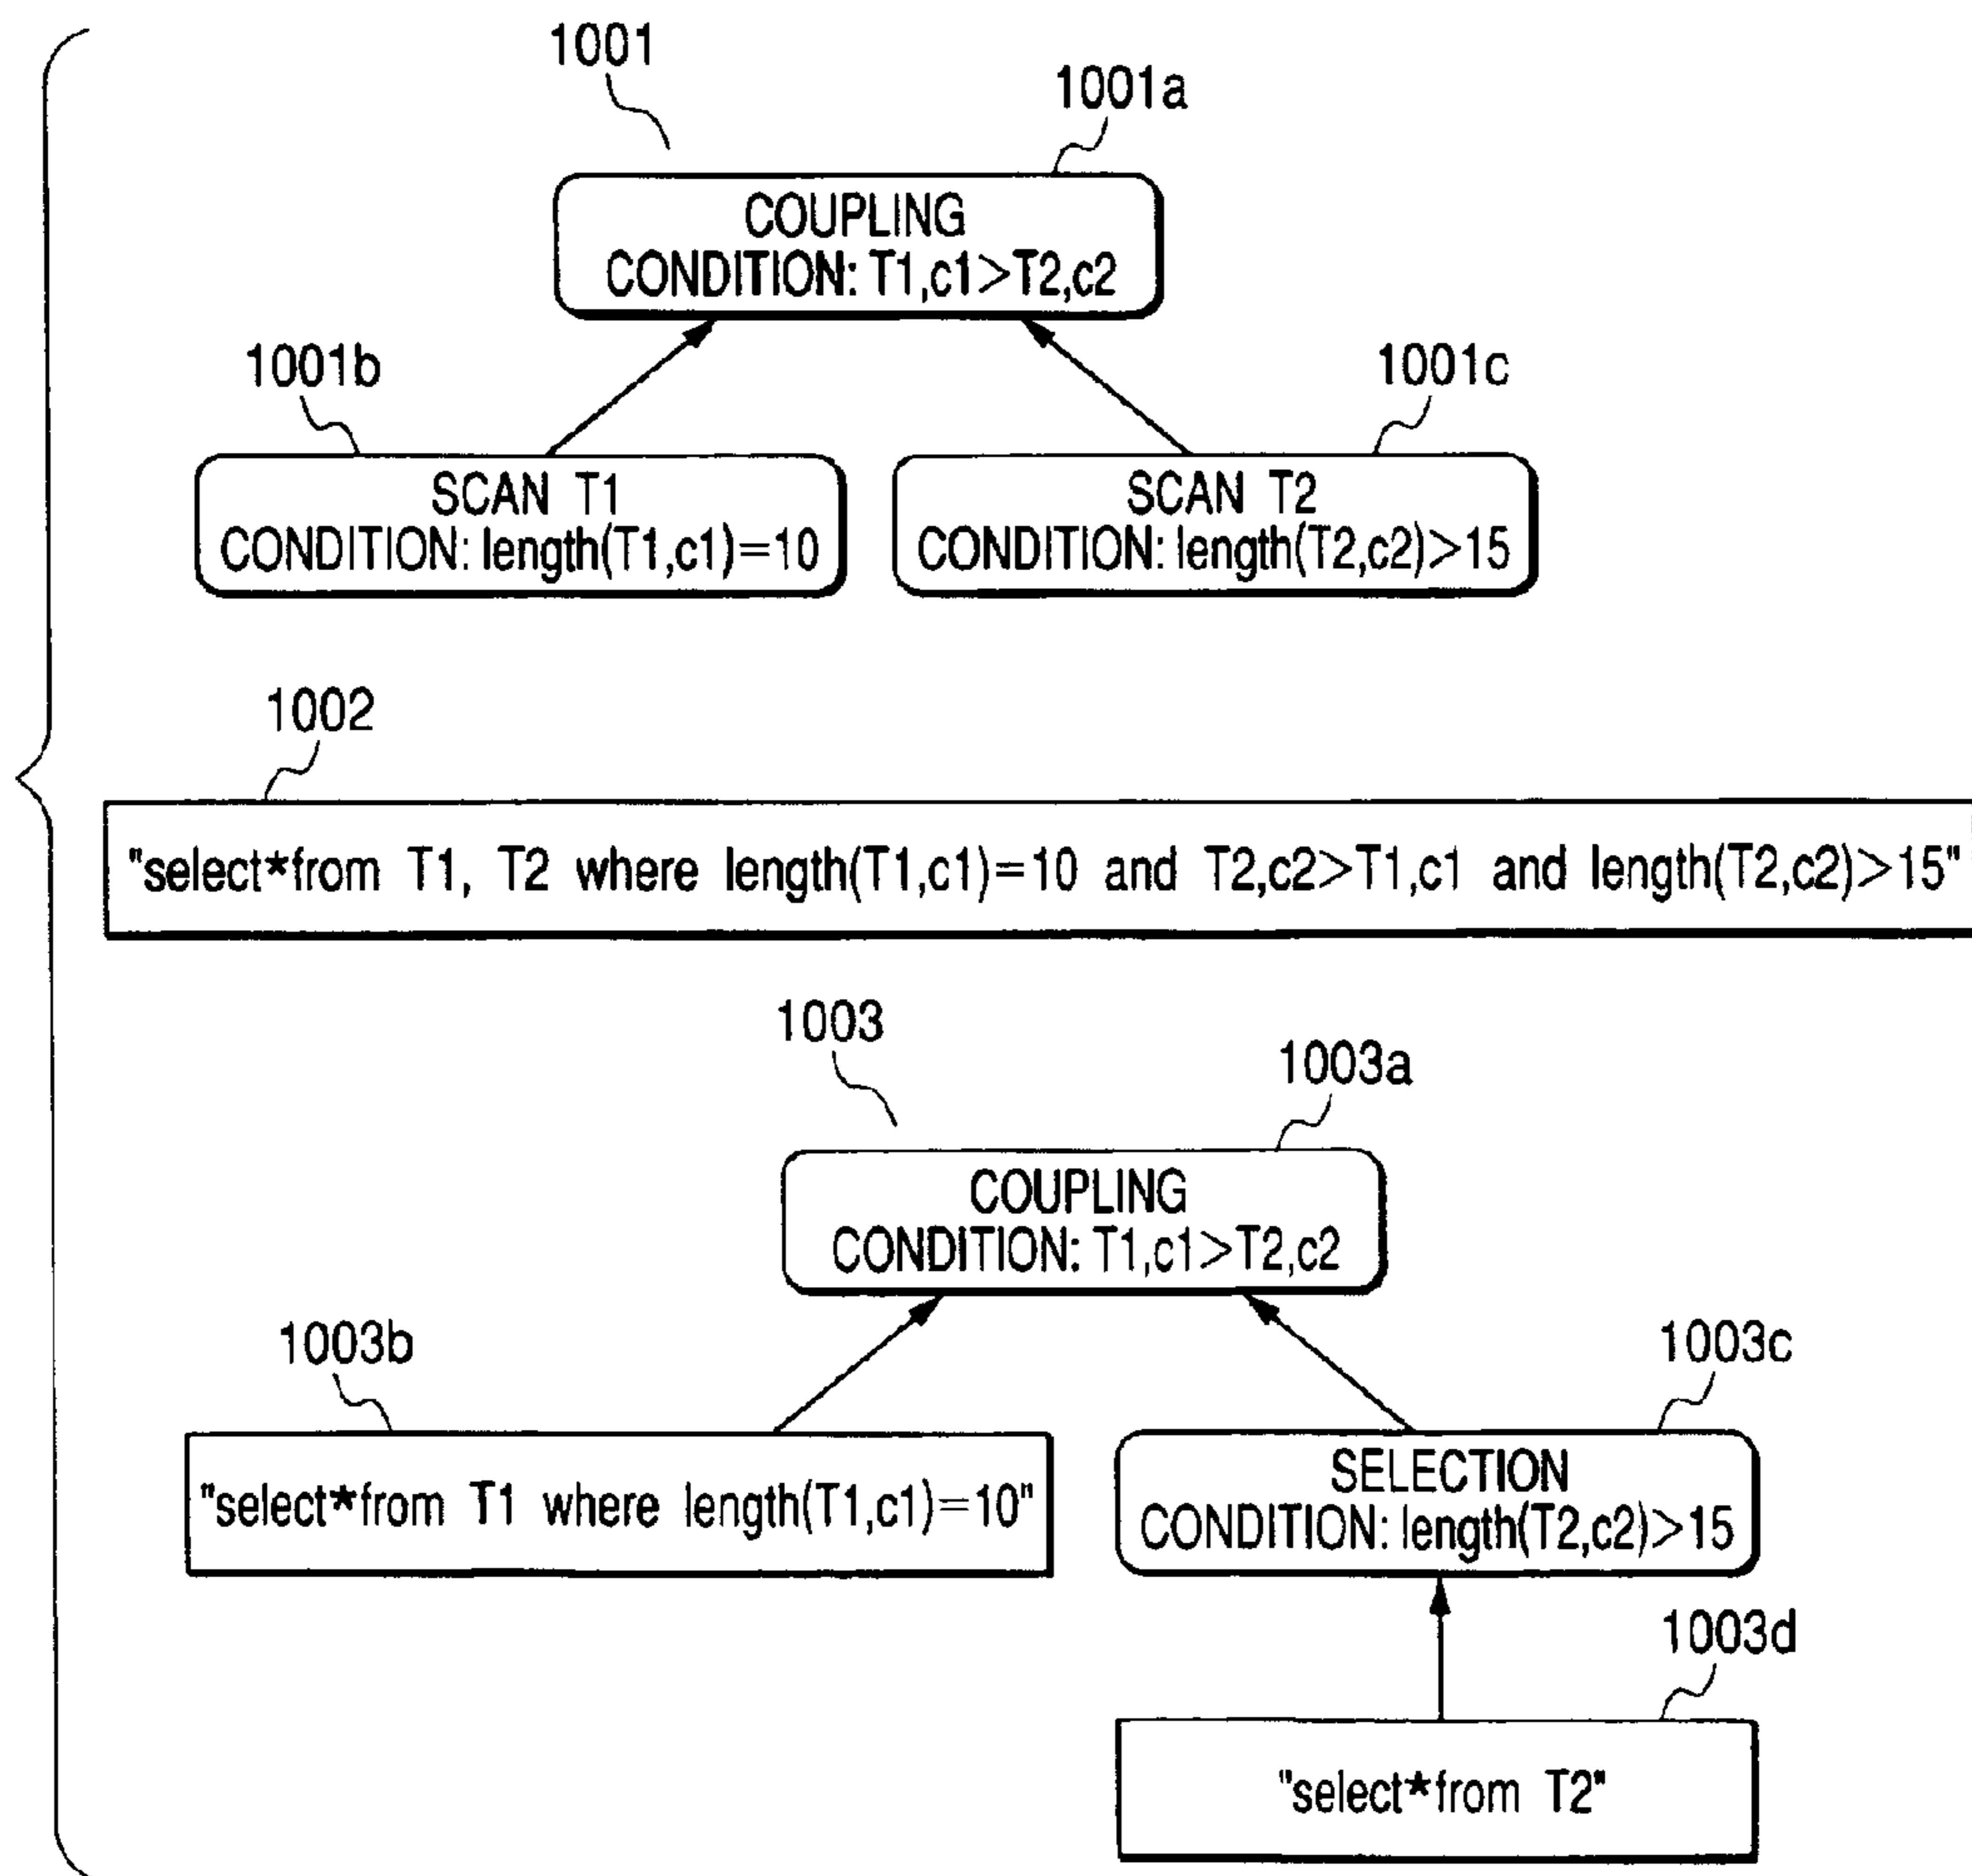 1001
1001a
COUPLING
CONDITION: T1,c1>T2,c2
1001b
1001c
SCAN T1
CONDITION: length(T1,c1)=10
SCAN T2
CONDITION: length(T2,c2)>15
1002
"select*from T1, T2 where length(T1,c1)=10 and T2,c2>T1,c1 and length(T2,c2)>15"
1003
1003a
COUPLING
CONDITION: T1,c1>T2,c2
1003b
1003c
"select*from T1 where length(T1,c1)=10"
SELECTION
CONDITION: length(T2,c2)>15
1003d
"select*from T2"